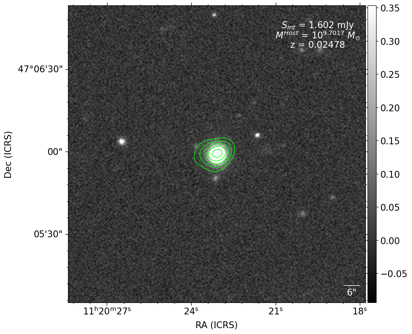 S_int = 1.602 mJy
M^Host = 10^9.7017 M_⊙
z = 0.02478
47°06'30"
00"
05'30"
Dec (ICRS)
6"
11ʰ20ᵐ27ˢ 24ˢ 21ˢ 18ˢ
RA (ICRS)
0.35
0.30
0.25
0.20
0.15
0.10
0.05
0.00
−0.05